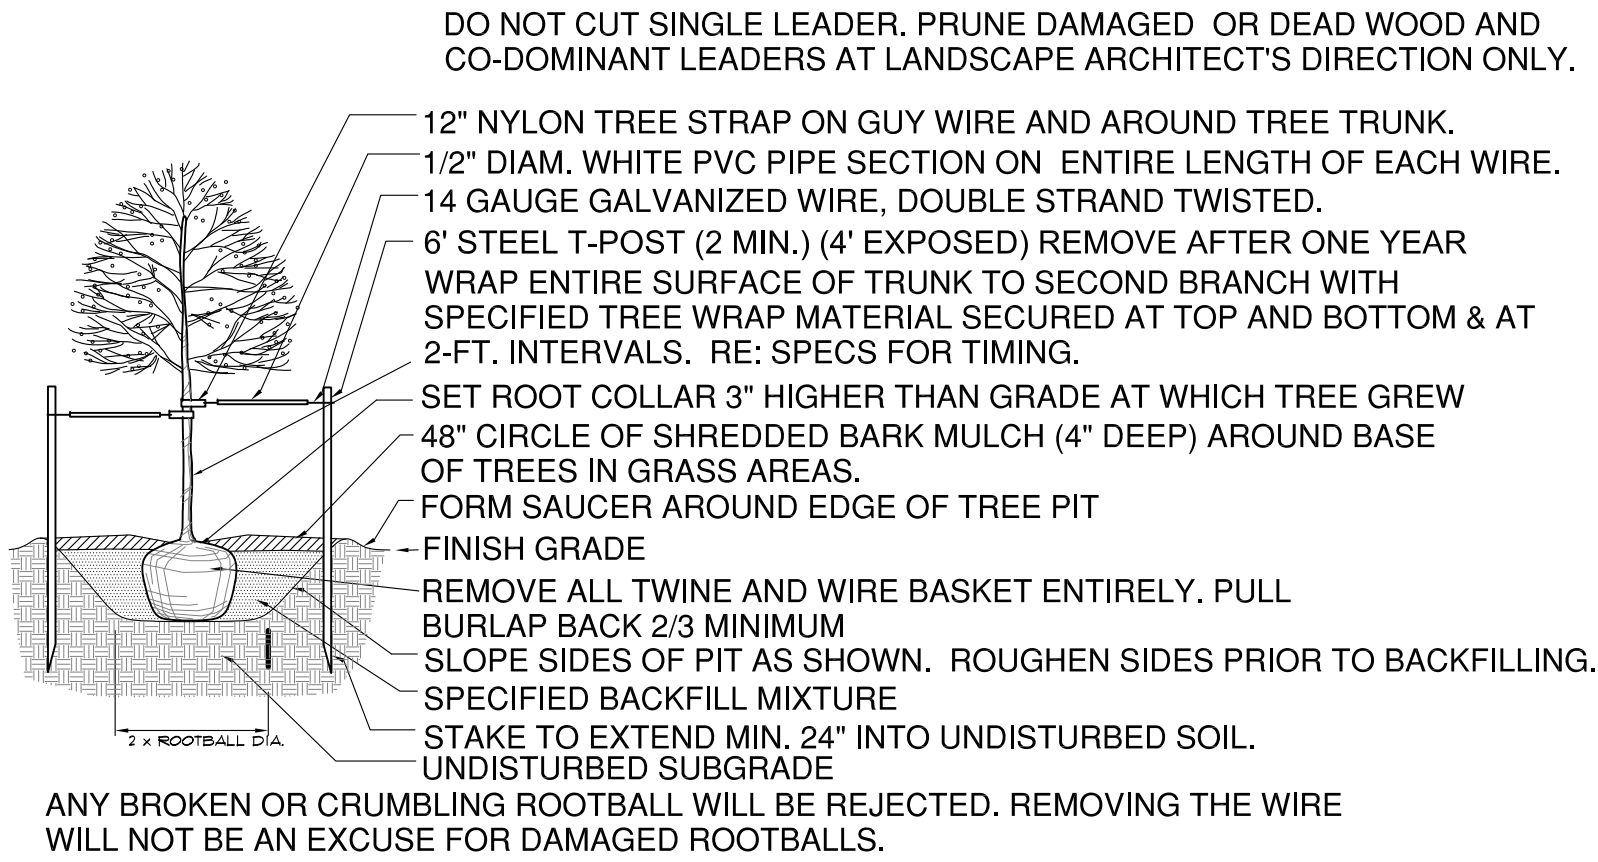 DO NOT CUT SINGLE LEADER. PRUNE DAMAGED OR DEAD WOOD AND
CO-DOMINANT LEADERS AT LANDSCAPE ARCHITECT'S DIRECTION ONLY.
12" NYLON TREE STRAP ON GUY WIRE AND AROUND TREE TRUNK.
1/2" DIAM. WHITE PVC PIPE SECTION ON ENTIRE LENGTH OF EACH WIRE.
14 GAUGE GALVANIZED WIRE, DOUBLE STRAND TWISTED.
6' STEEL T-POST (2 MIN.) (4' EXPOSED) REMOVE AFTER ONE YEAR
WRAP ENTIRE SURFACE OF TRUNK TO SECOND BRANCH WITH
SPECIFIED TREE WRAP MATERIAL SECURED AT TOP AND BOTTOM & AT
2-FT. INTERVALS. RE: SPECS FOR TIMING.
SET ROOT COLLAR 3" HIGHER THAN GRADE AT WHICH TREE GREW
48" CIRCLE OF SHREDDED BARK MULCH (4" DEEP) AROUND BASE
OF TREES IN GRASS AREAS.
FORM SAUCER AROUND EDGE OF TREE PIT
FINISH GRADE
REMOVE ALL TWINE AND WIRE BASKET ENTIRELY. PULL
BURLAP BACK 2/3 MINIMUM
SLOPE SIDES OF PIT AS SHOWN. ROUGHEN SIDES PRIOR TO BACKFILLING.
SPECIFIED BACKFILL MIXTURE
STAKE TO EXTEND MIN. 24" INTO UNDISTURBED SOIL.
2 x ROOTBALL DIA.
UNDISTURBED SUBGRADE
ANY BROKEN OR CRUMBLING ROOTBALL WILL BE REJECTED. REMOVING THE WIRE
WILL NOT BE AN EXCUSE FOR DAMAGED ROOTBALLS.